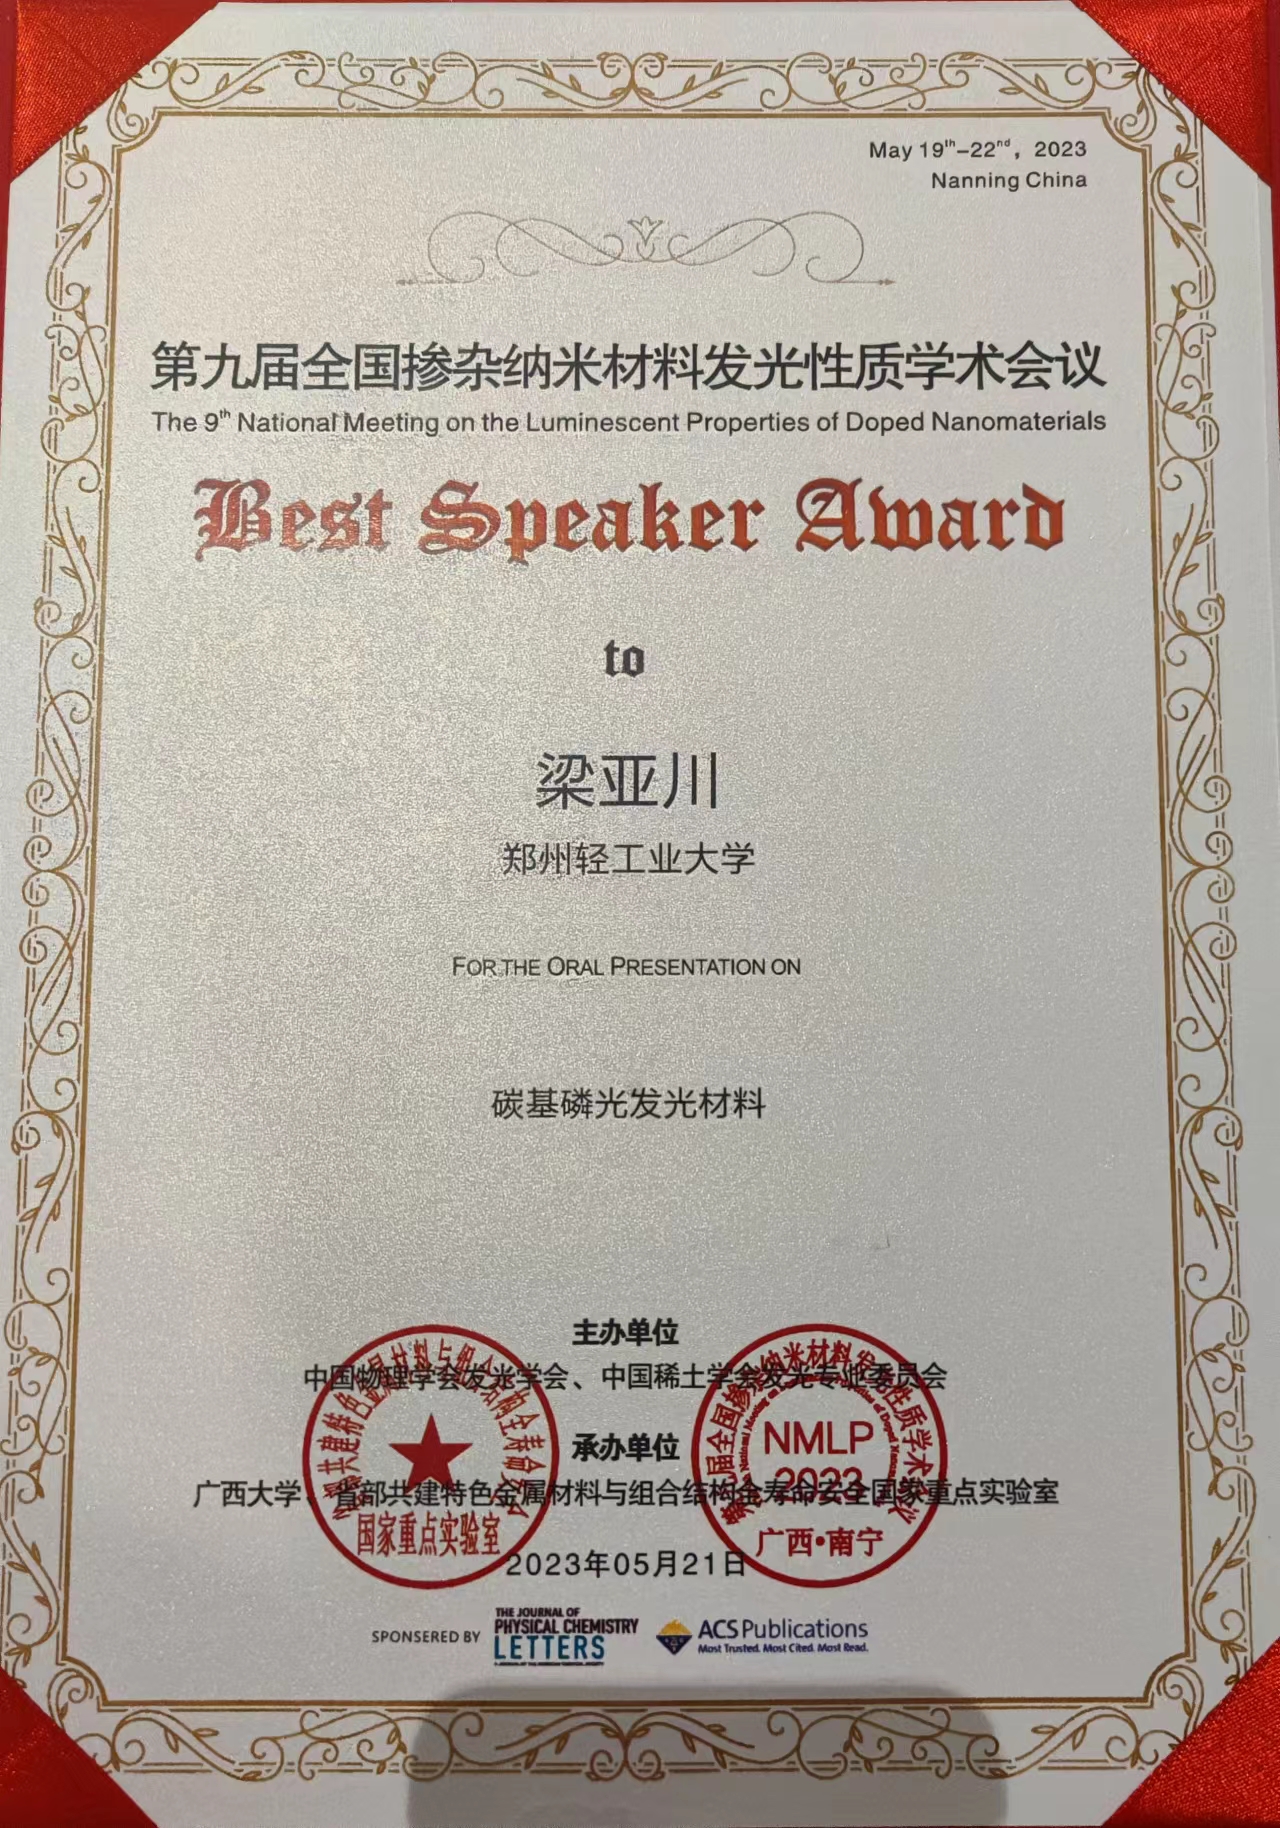 May 19th-22nd, 2023
Nanning China
第九届全国掺杂纳米材料发光性质学术会议
The 9th National Meeting on the Luminescent Properties of Doped Nanomaterials
Best Speaker Award
to
梁亚川
郑州轻工业大学
FOR THE ORAL PRESENTATION ON
碳基磷光发光材料
主办单位
中国物理学会发光学会、中国稀土学会发光专业委员会
承办单位
广西大学、省部共建特色金属材料与组合结构全寿命安全国家重点实验室
国家重点实验室
NMLP
2023
广西•南宁
2023年05月21日
SPONSERED BY
THE JOURNAL OF
PHYSICAL CHEMISTRY
LETTERS
ACS Publications
Most Trusted. Most Cited. Most Read.